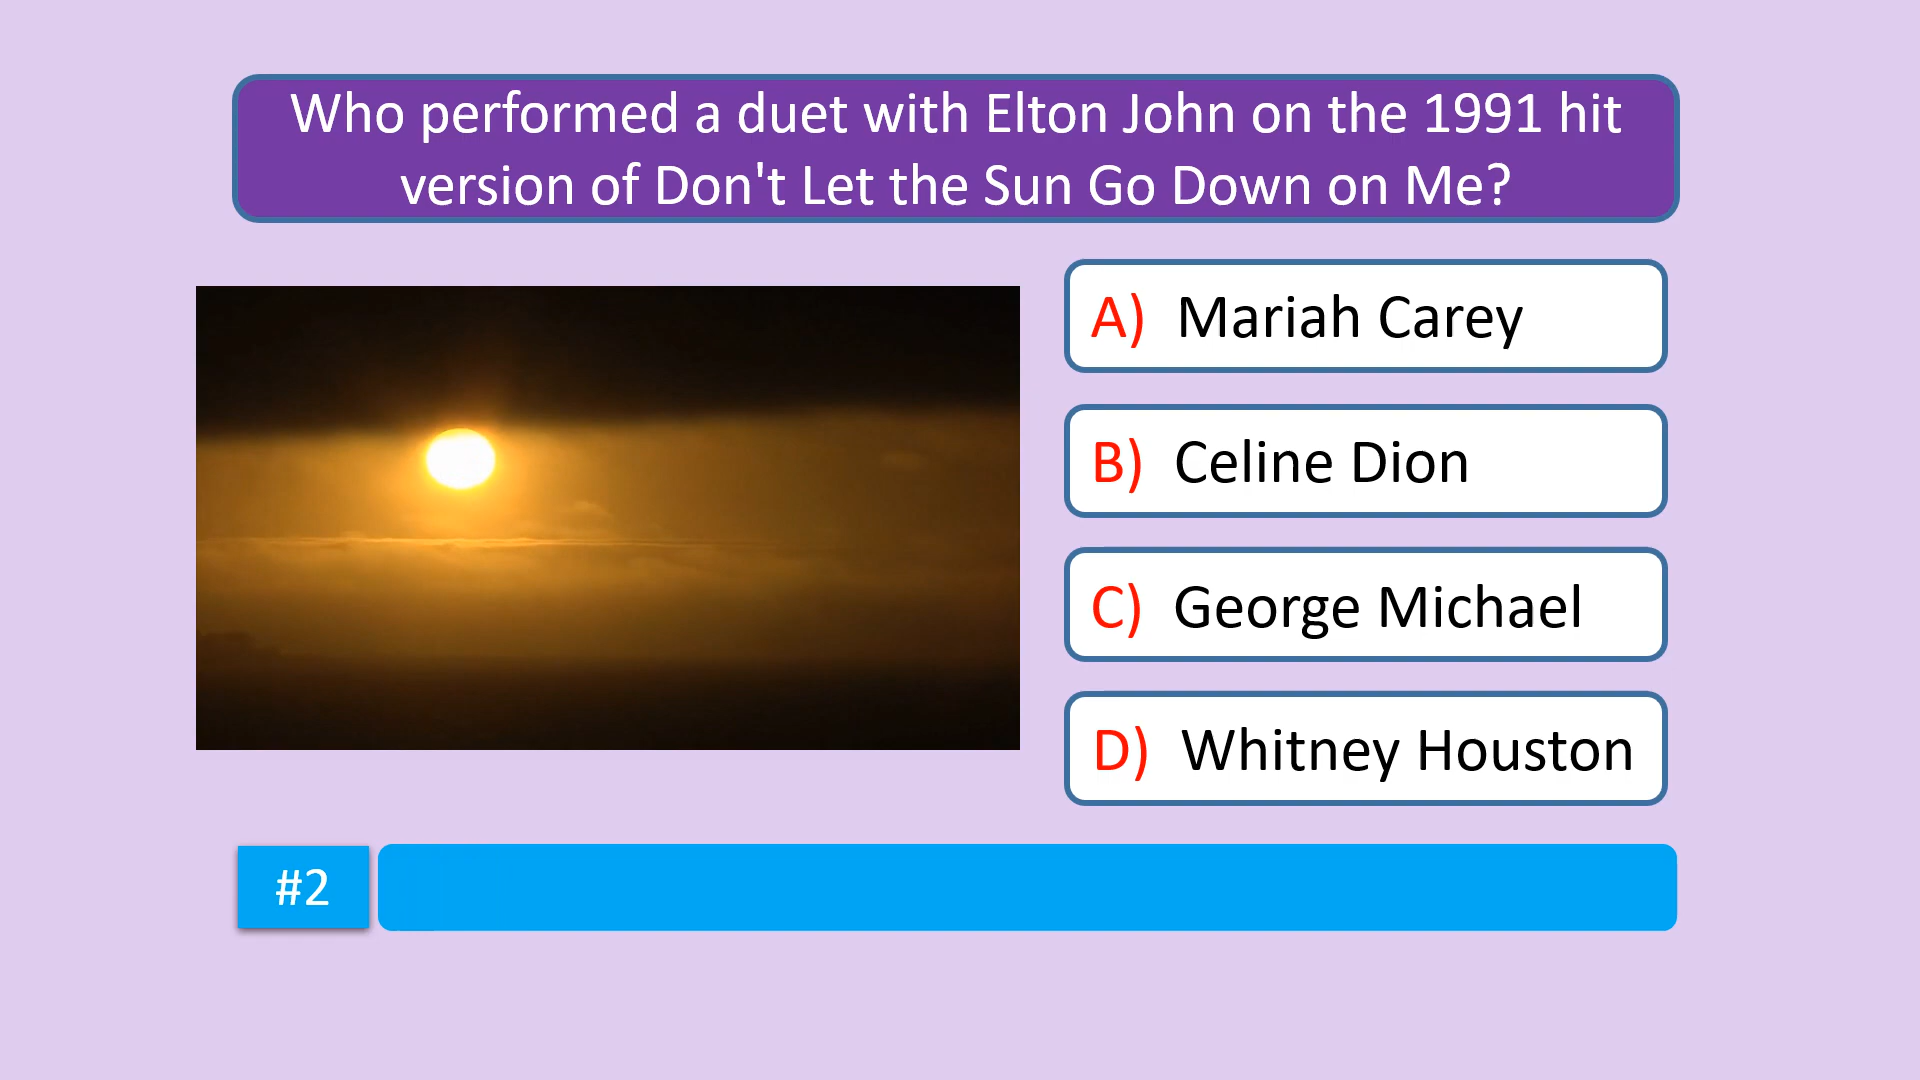 Who performed a duet with Elton John on the 1991 hit
version of Don't Let the Sun Go Down on Me?
A) Mariah Carey
B) Celine Dion
C) George Michael
D) Whitney Houston
#2